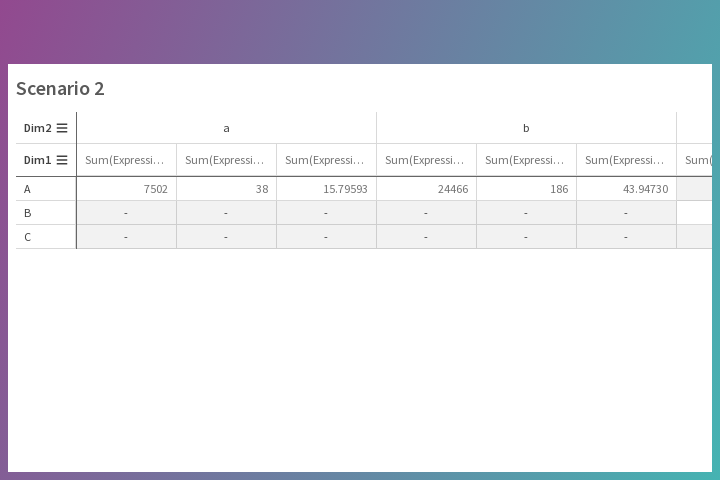 Scenario 2
Dim2 a b
Dim1 Sum(Expressi... Sum(Expressi... Sum(Expressi... Sum(Expressi... Sum(Expressi... Sum(Expressi... Sum(
A 7502 38 15.79593 24466 186 43.94730
B - - - - - -
C - - - - - -